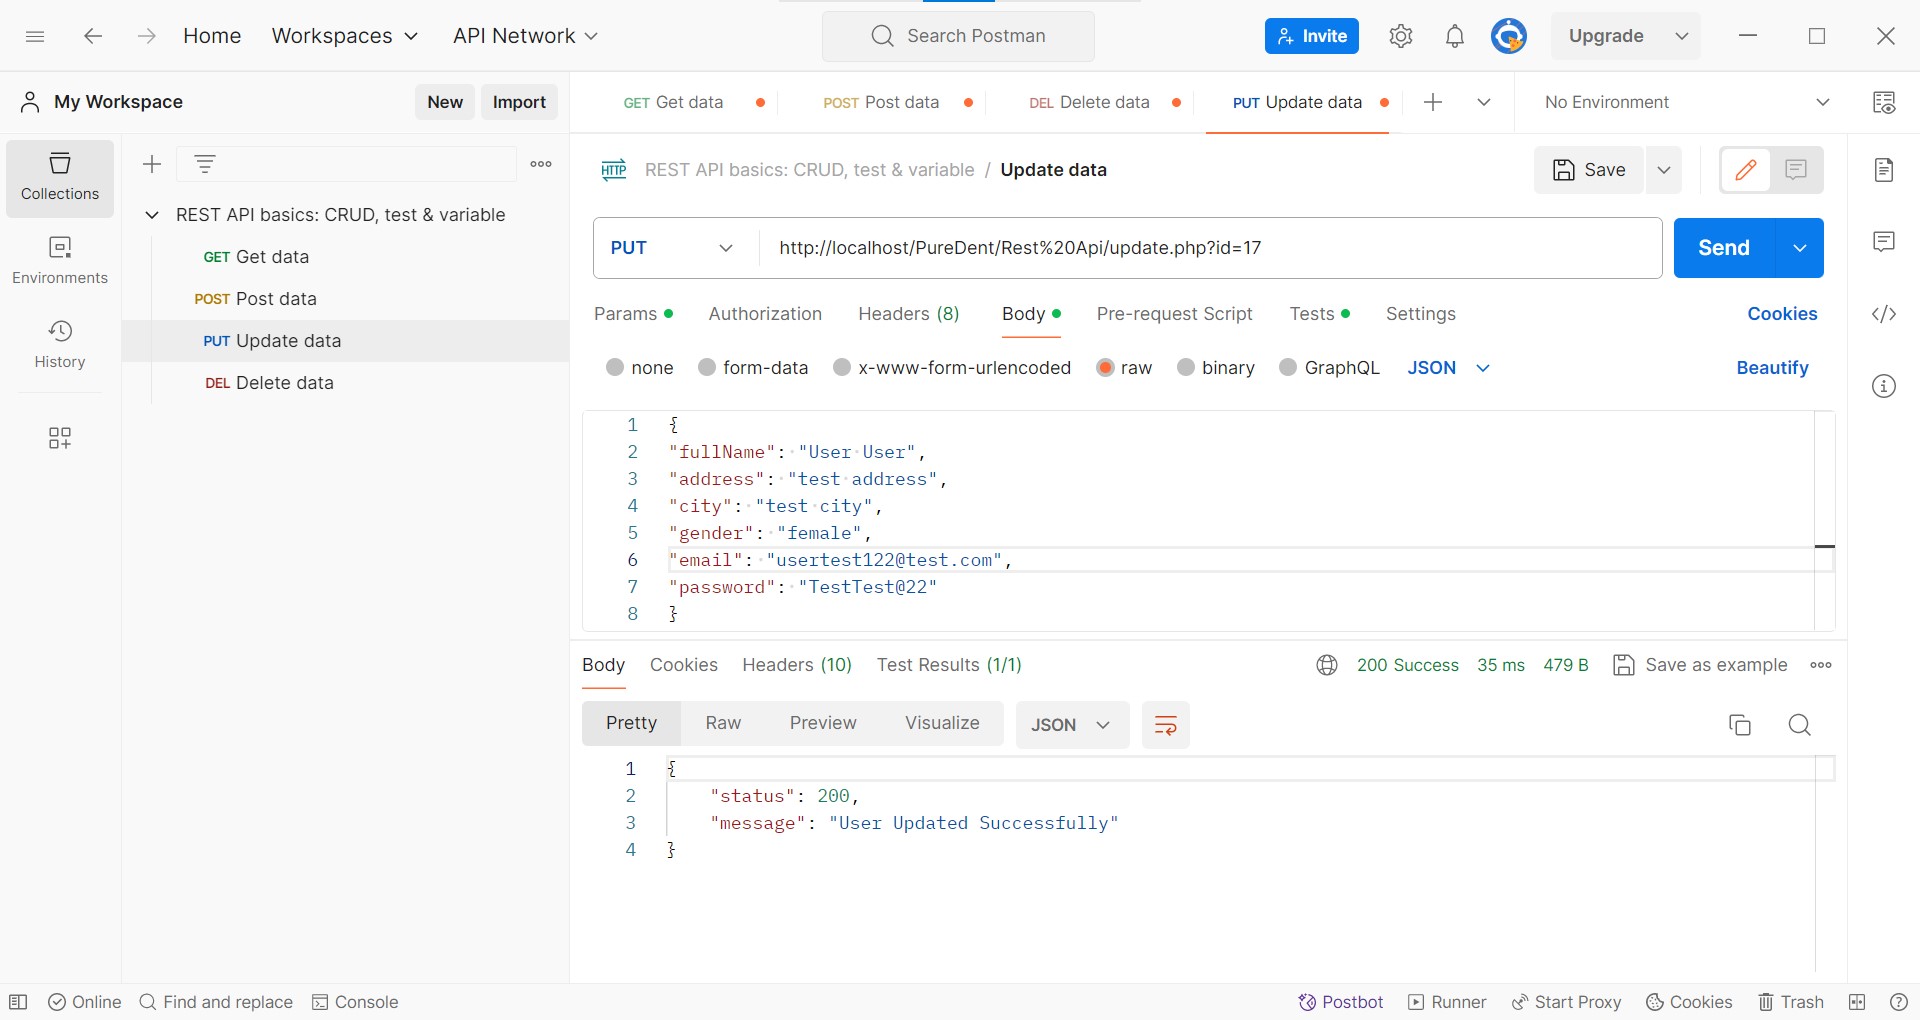 Home Workspaces API Network Search Postman Invite Upgrade
My Workspace New Import
GET Get data POST Post data DEL Delete data PUT Update data No Environment
Collections
Environments
History
REST API basics: CRUD, test & variable
GET Get data
POST Post data
PUT Update data
DEL Delete data
HTTP REST API basics: CRUD, test & variable / Update data Save
PUT http://localhost/PureDent/Rest%20Api/update.php?id=17 Send
Params Authorization Headers (8) Body Pre-request Script Tests Settings Cookies
none form-data x-www-form-urlencoded raw binary GraphQL JSON Beautify
1 {
2 "fullName": "User User",
3 "address": "test address",
4 "city": "test city",
5 "gender": "female",
6 "email": "usertest122@test.com",
7 "password": "TestTest@22"
8 }
Body Cookies Headers (10) Test Results (1/1) 200 Success 35 ms 479 B Save as example
Pretty Raw Preview Visualize JSON
1 {
2 "status": 200,
3 "message": "User Updated Successfully"
4 }
Online Find and replace Console Postbot Runner Start Proxy Cookies Trash